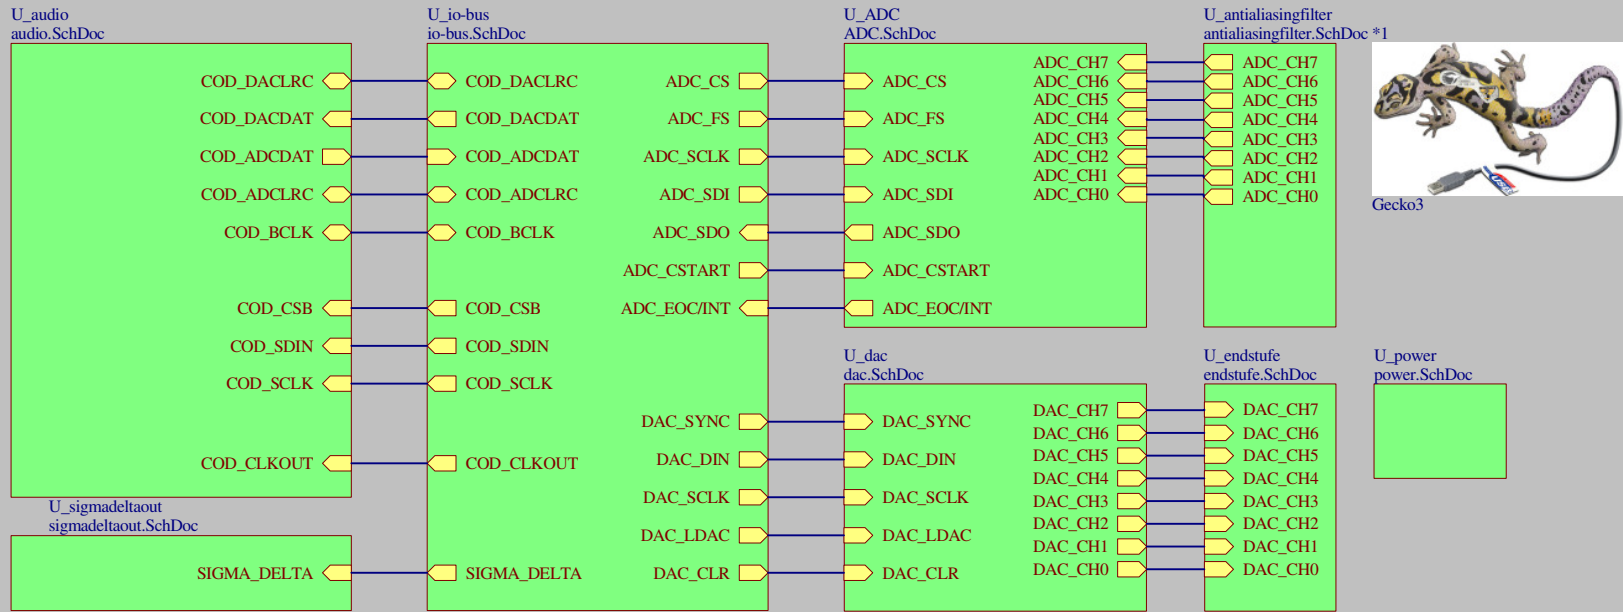 U_audio
audio.SchDoc
COD_DACLRC
COD_DACDAT
COD_ADCDAT
COD_ADCLRC
COD_BCLK
COD_CSB
COD_SDIN
COD_SCLK
COD_CLKOUT
U_sigmadeltaout
sigmadeltaout.SchDoc
SIGMA_DELTA
U_io-bus
io-bus.SchDoc
COD_DACLRC
COD_DACDAT
COD_ADCDAT
COD_ADCLRC
COD_BCLK
COD_CSB
COD_SDIN
COD_SCLK
COD_CLKOUT
SIGMA_DELTA
ADC_CS
ADC_FS
ADC_SCLK
ADC_SDI
ADC_SDO
ADC_CSTART
ADC_EOC/INT
DAC_SYNC
DAC_DIN
DAC_SCLK
DAC_LDAC
DAC_CLR
U_ADC
ADC.SchDoc
ADC_CS
ADC_FS
ADC_SCLK
ADC_SDI
ADC_SDO
ADC_CSTART
ADC_EOC/INT
ADC_CH7
ADC_CH6
ADC_CH5
ADC_CH4
ADC_CH3
ADC_CH2
ADC_CH1
ADC_CH0
U_antialiasingfilter
antialiasingfilter.SchDoc *1
ADC_CH7
ADC_CH6
ADC_CH5
ADC_CH4
ADC_CH3
ADC_CH2
ADC_CH1
ADC_CH0
Gecko3
U_dac
dac.SchDoc
DAC_SYNC
DAC_DIN
DAC_SCLK
DAC_LDAC
DAC_CLR
DAC_CH7
DAC_CH6
DAC_CH5
DAC_CH4
DAC_CH3
DAC_CH2
DAC_CH1
DAC_CH0
U_endstufe
endstufe.SchDoc
DAC_CH7
DAC_CH6
DAC_CH5
DAC_CH4
DAC_CH3
DAC_CH2
DAC_CH1
DAC_CH0
U_power
power.SchDoc